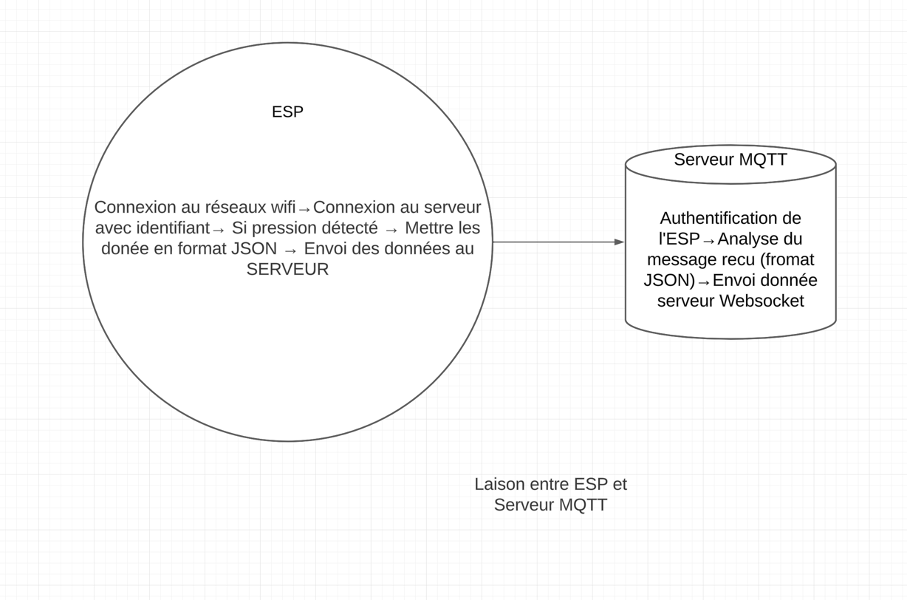 ESP
Connexion au réseaux wifi→Connexion au serveur
avec identifiant→ Si pression détecté → Mettre les
donée en format JSON → Envoi des données au
SERVEUR
Serveur MQTT
Authentification de
l'ESP→Analyse du
message recu (fromat
JSON)→Envoi donnée
serveur Websocket
Laison entre ESP et
Serveur MQTT